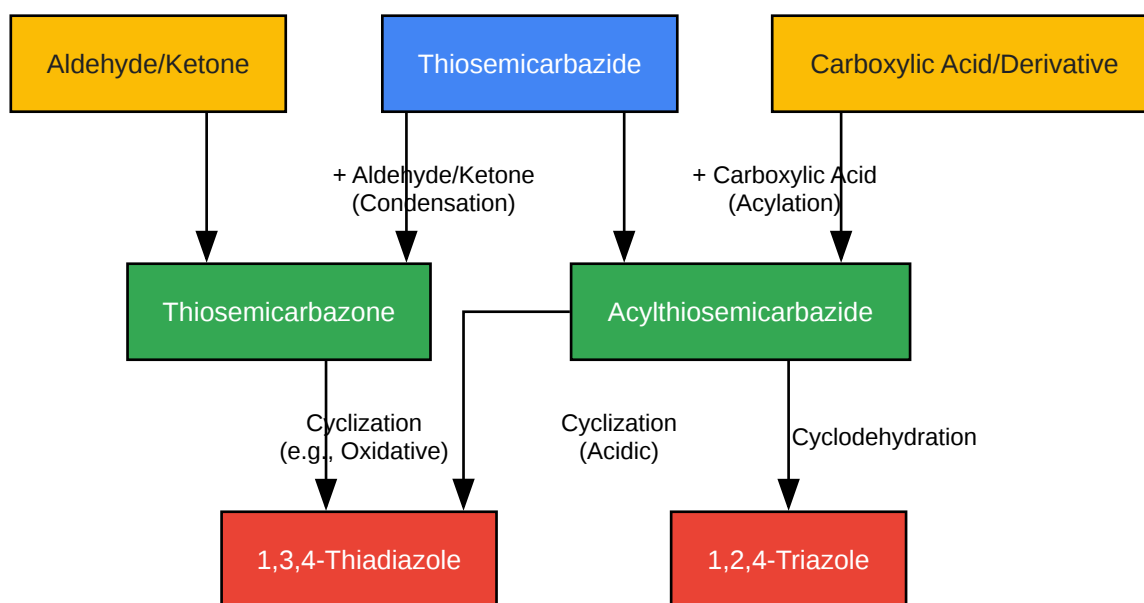 Aldehyde/Ketone
Thiosemicarbazide
Carboxylic Acid/Derivative
+ Aldehyde/Ketone
(Condensation)
+ Carboxylic Acid
(Acylation)
Thiosemicarbazone
Acylthiosemicarbazide
Cyclization
(e.g., Oxidative)
Cyclization
(Acidic)
Cyclodehydration
1,3,4-Thiadiazole
1,2,4-Triazole